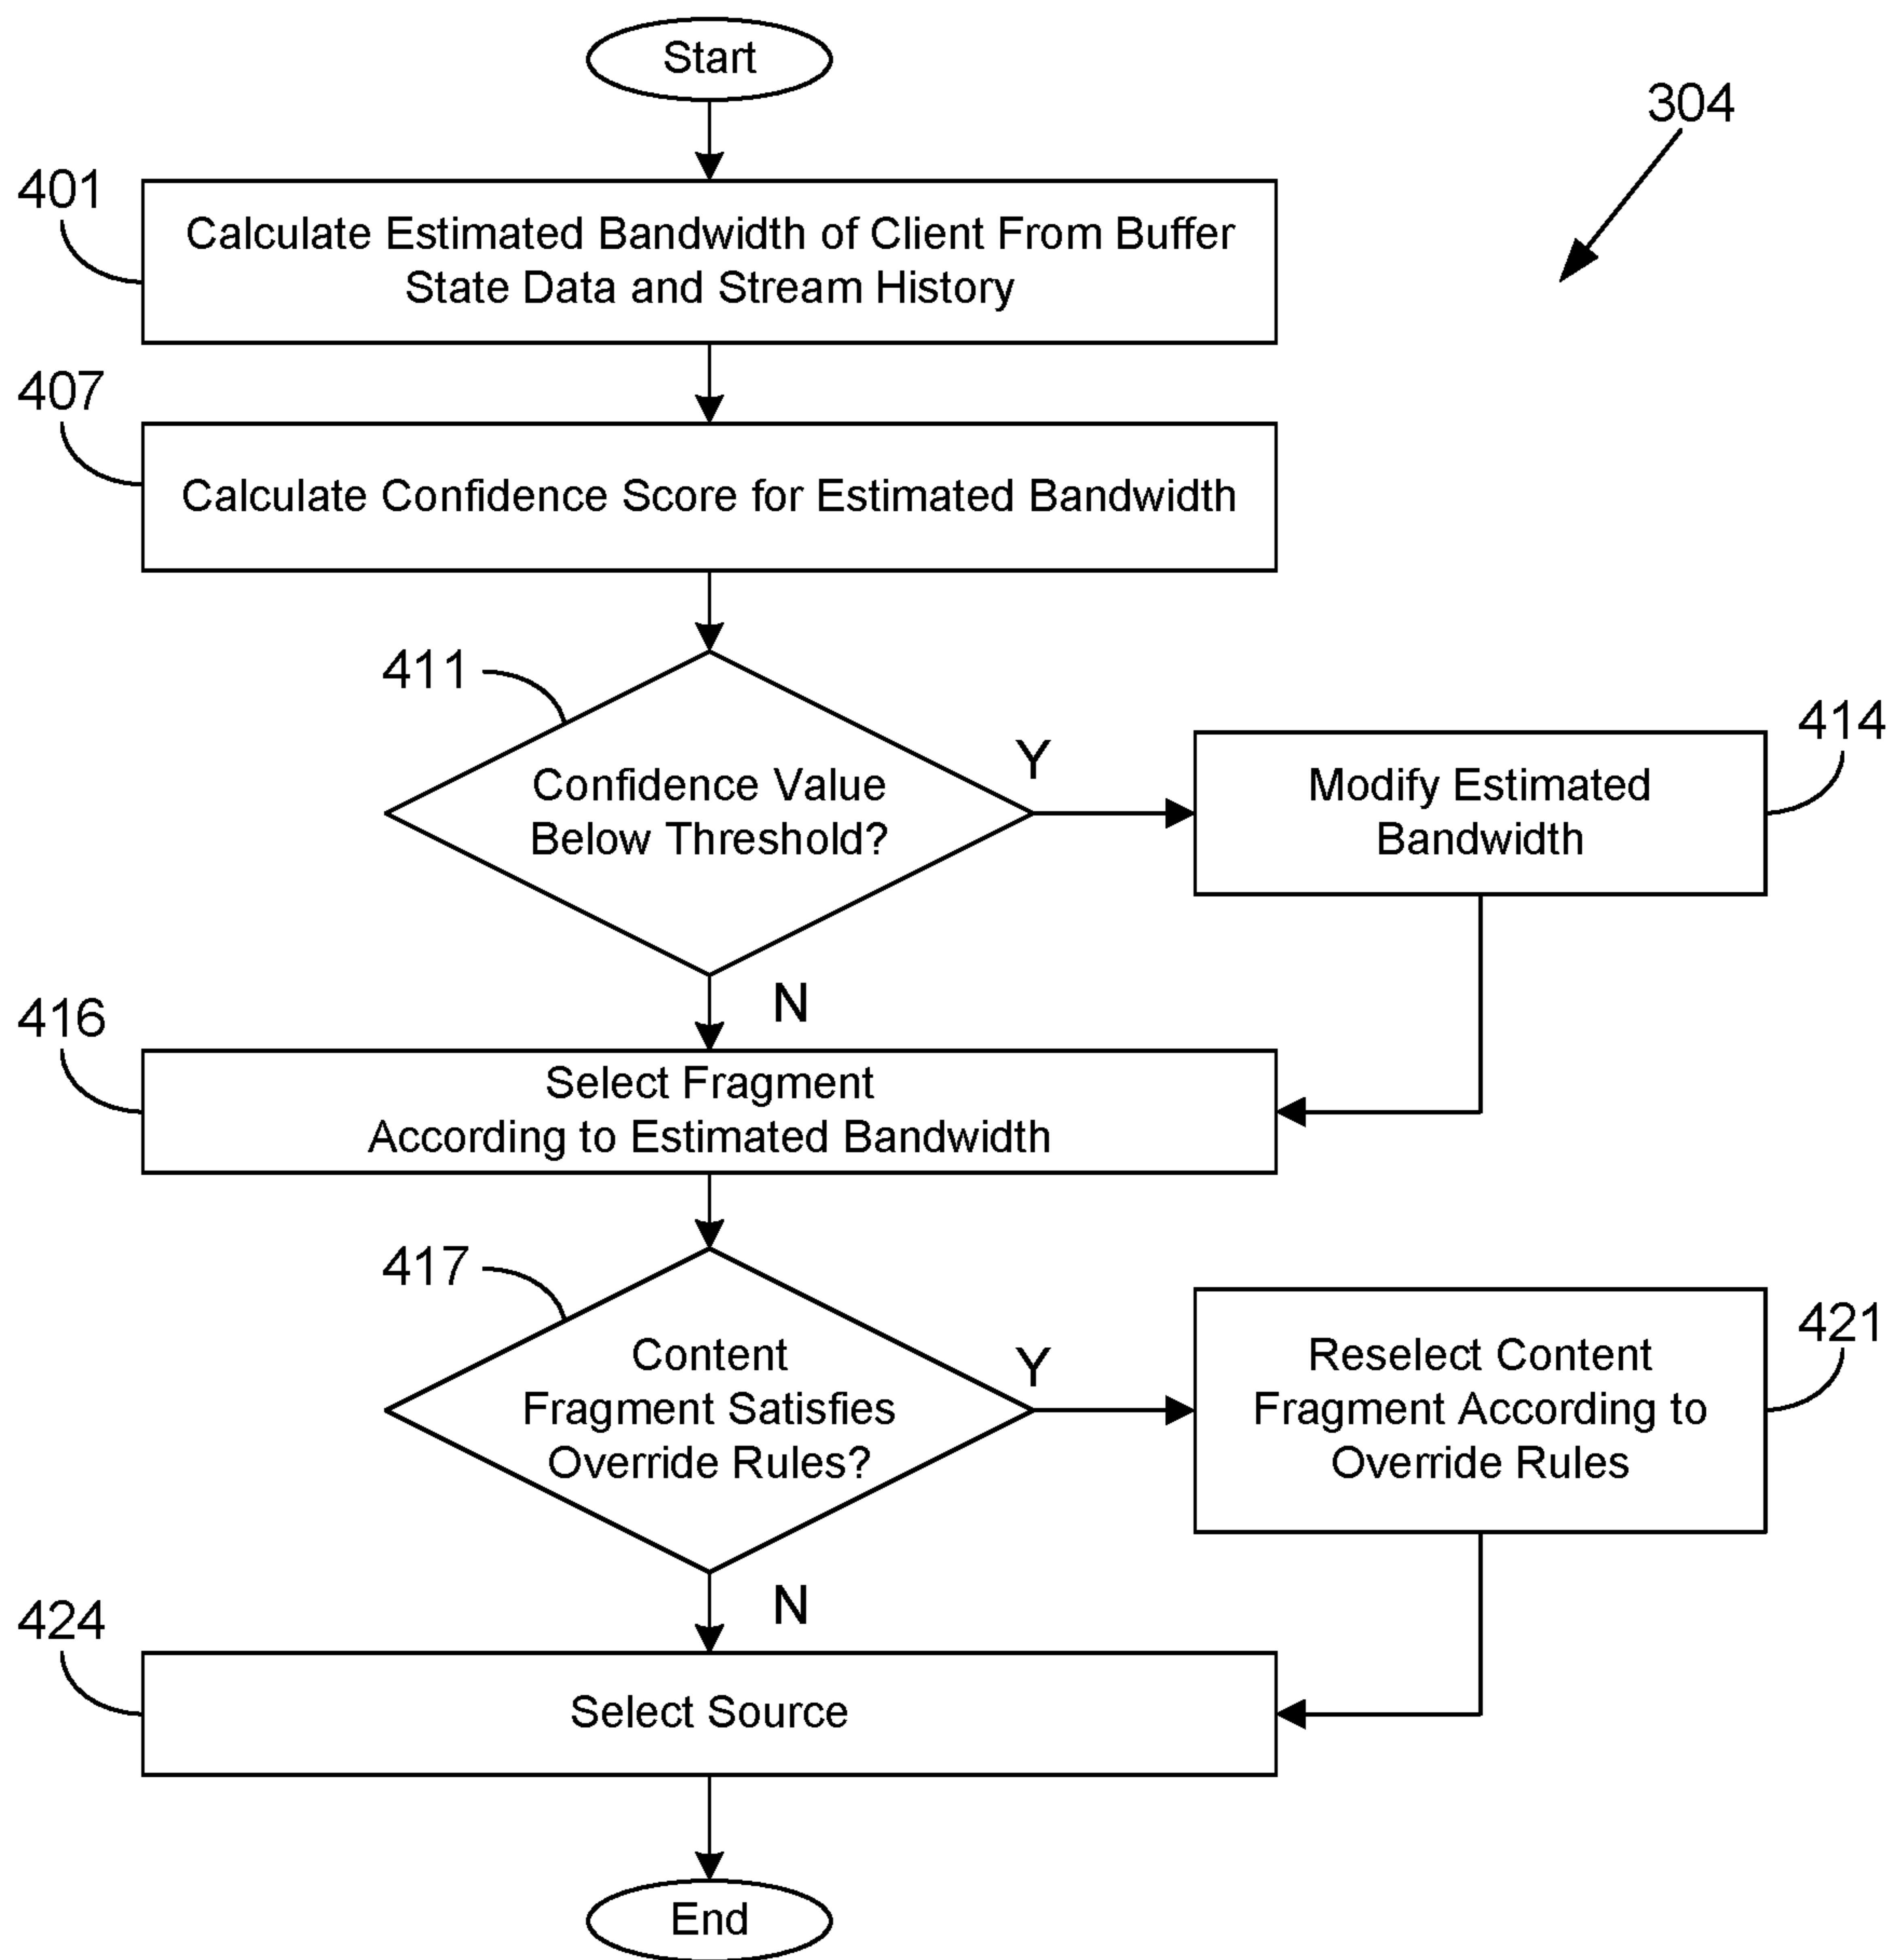 Start
304
401
Calculate Estimated Bandwidth of Client From Buffer
State Data and Stream History
407
Calculate Confidence Score for Estimated Bandwidth
411
Confidence Value
Below Threshold?
Y
414
Modify Estimated
Bandwidth
N
416
Select Fragment
According to Estimated Bandwidth
417
Content
Fragment Satisfies
Override Rules?
Y
421
Reselect Content
Fragment According to
Override Rules
N
424
Select Source
End